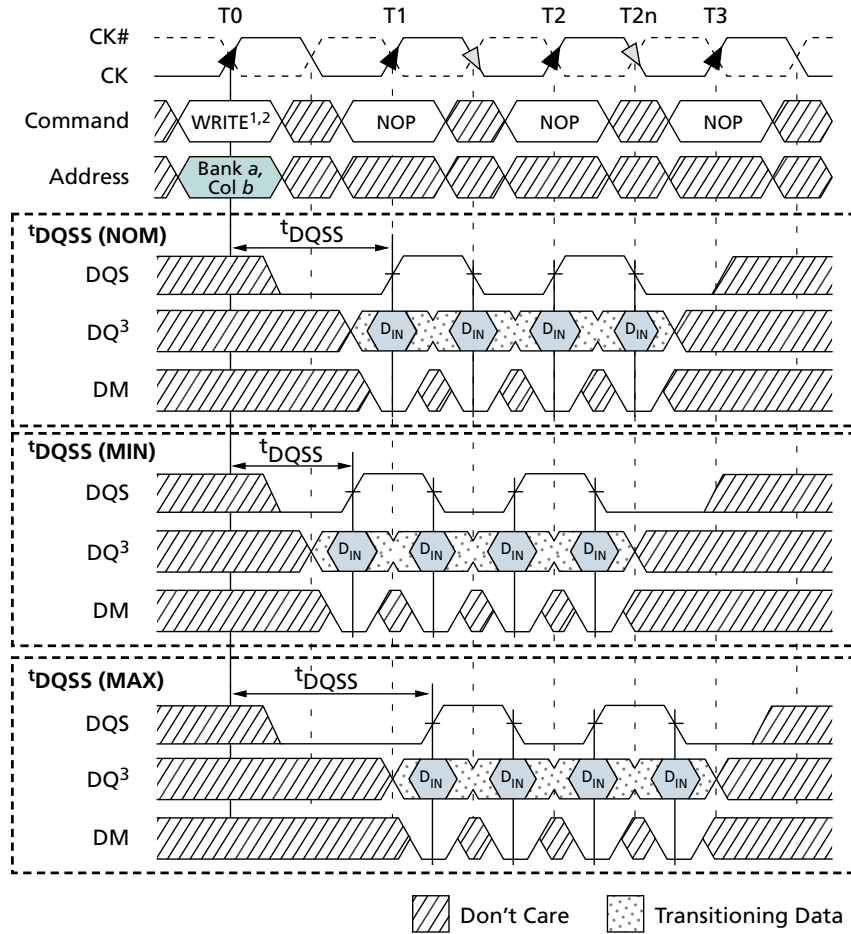 T0 T1 T2 T2n T3
CK#
CK
Command WRITE1,2 NOP NOP NOP
Address Bank a,
Col b
tDQSS (NOM) tDQSS
DQS
DQ3 DIN DIN DIN DIN
DM
tDQSS (MIN) tDQSS
DQS
DQ3 DIN DIN DIN DIN
DM
tDQSS (MAX) tDQSS
DQS
DQ3 DIN DIN DIN DIN
DM
Don't Care Transitioning Data